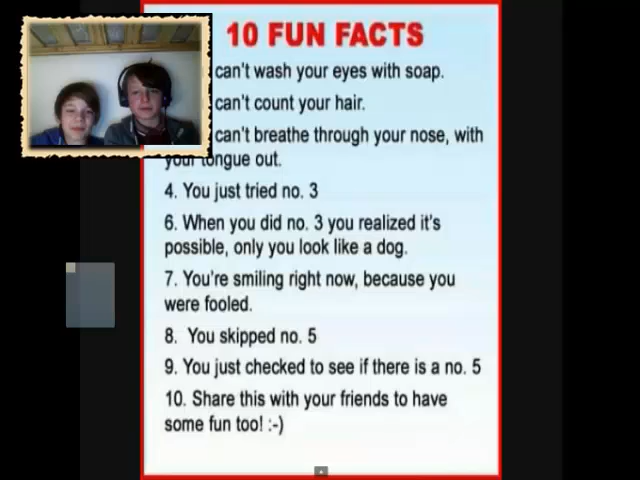 10 FUN FACTS
can't wash your eyes with soap.
can't count your hair.
can't breathe through your nose, with
your tongue out.
4. You just tried no. 3
6. When you did no. 3 you realized it's
possible, only you look like a dog.
7. You're smiling right now, because you
were fooled.
8. You skipped no. 5
9. You just checked to see if there is a no. 5
10. Share this with your friends to have
some fun too! :-)